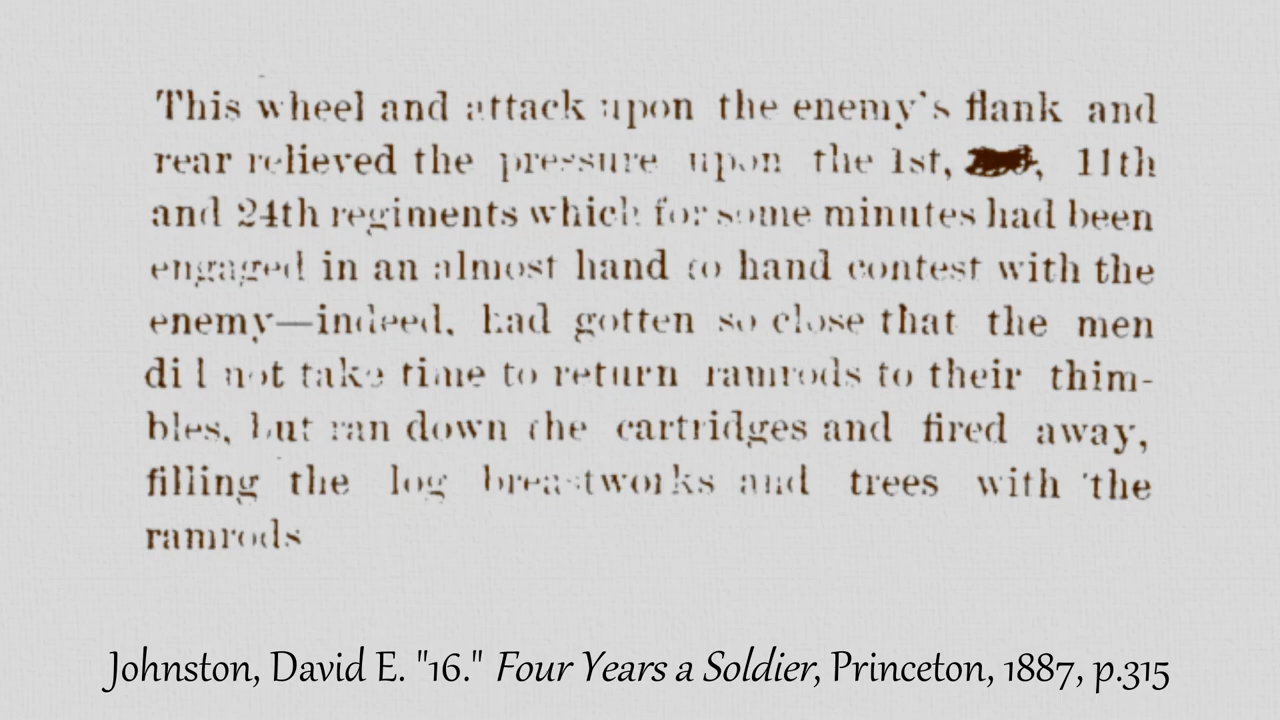 This wheel and attack upon the enemy's flank and
rear relieved the pressure upon the 1st, , 11th
and 24th regiments which for some minutes had been
engaged in an almost hand to hand contest with the
enemy—indeed, had gotten so close that the men
did not take time to return ramrods to their thim-
bles, but ran down the cartridges and fired away,
filling the log breastworks and trees with the
ramrods
Johnston, David E. "16." Four Years a Soldier, Princeton, 1887, p.315